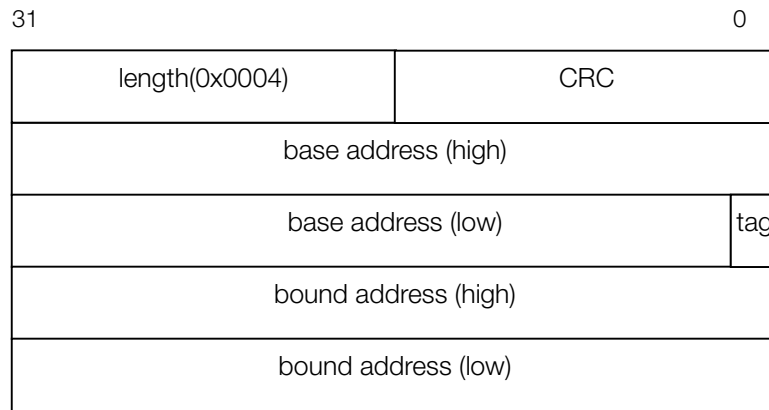 31 0
length(0x0004) CRC
base address (high)
base address (low) tag
bound address (high)
bound address (low)